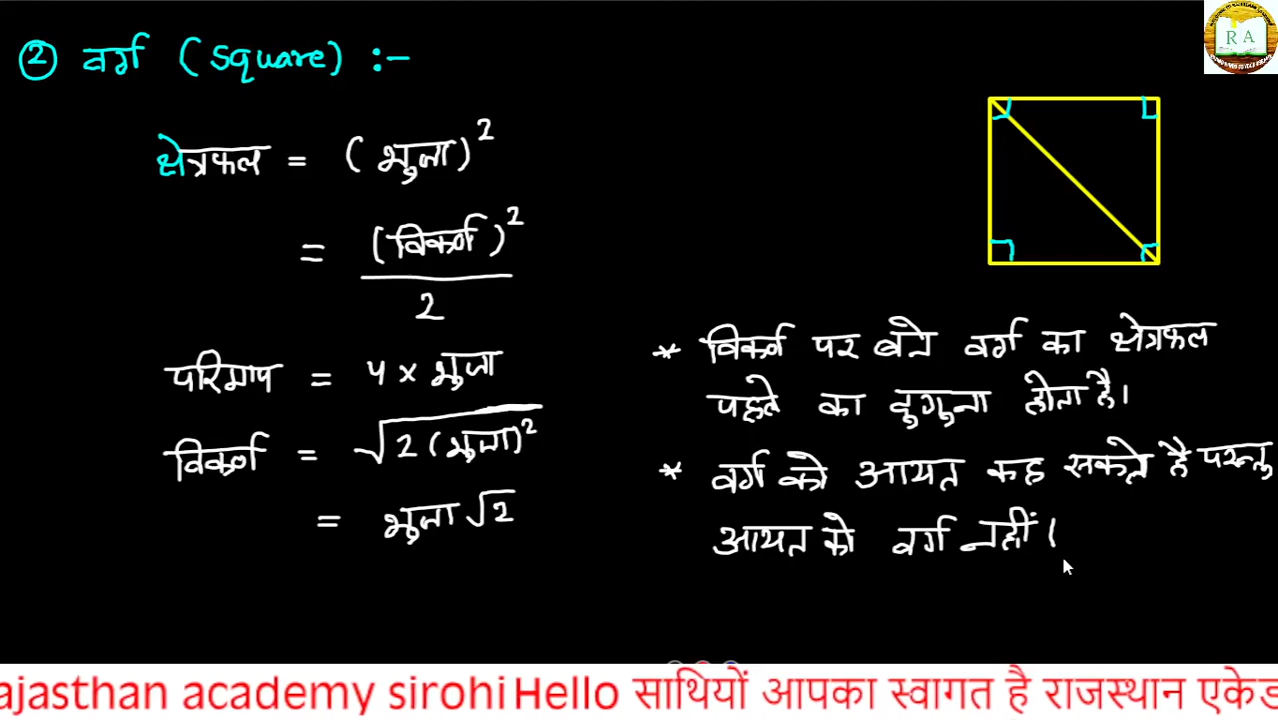 ② वर्ग (square) :-
क्षेत्रफल = (भुजा)²
= (विकर्ण)²
2
परिमाप = 4 × भुजा
विकर्ण = √2(भुजा)²
= भुजा √2
* विकर्ण पर बने वर्ग का क्षेत्रफल
पहले का दुगुना होता है।
* वर्ग को आयत कह सकते है परन्तु
आयत को वर्ग नहीं।
R A
ajasthan academy sirohi Hello साथियों आपका स्वागत है राजस्थान एकेड